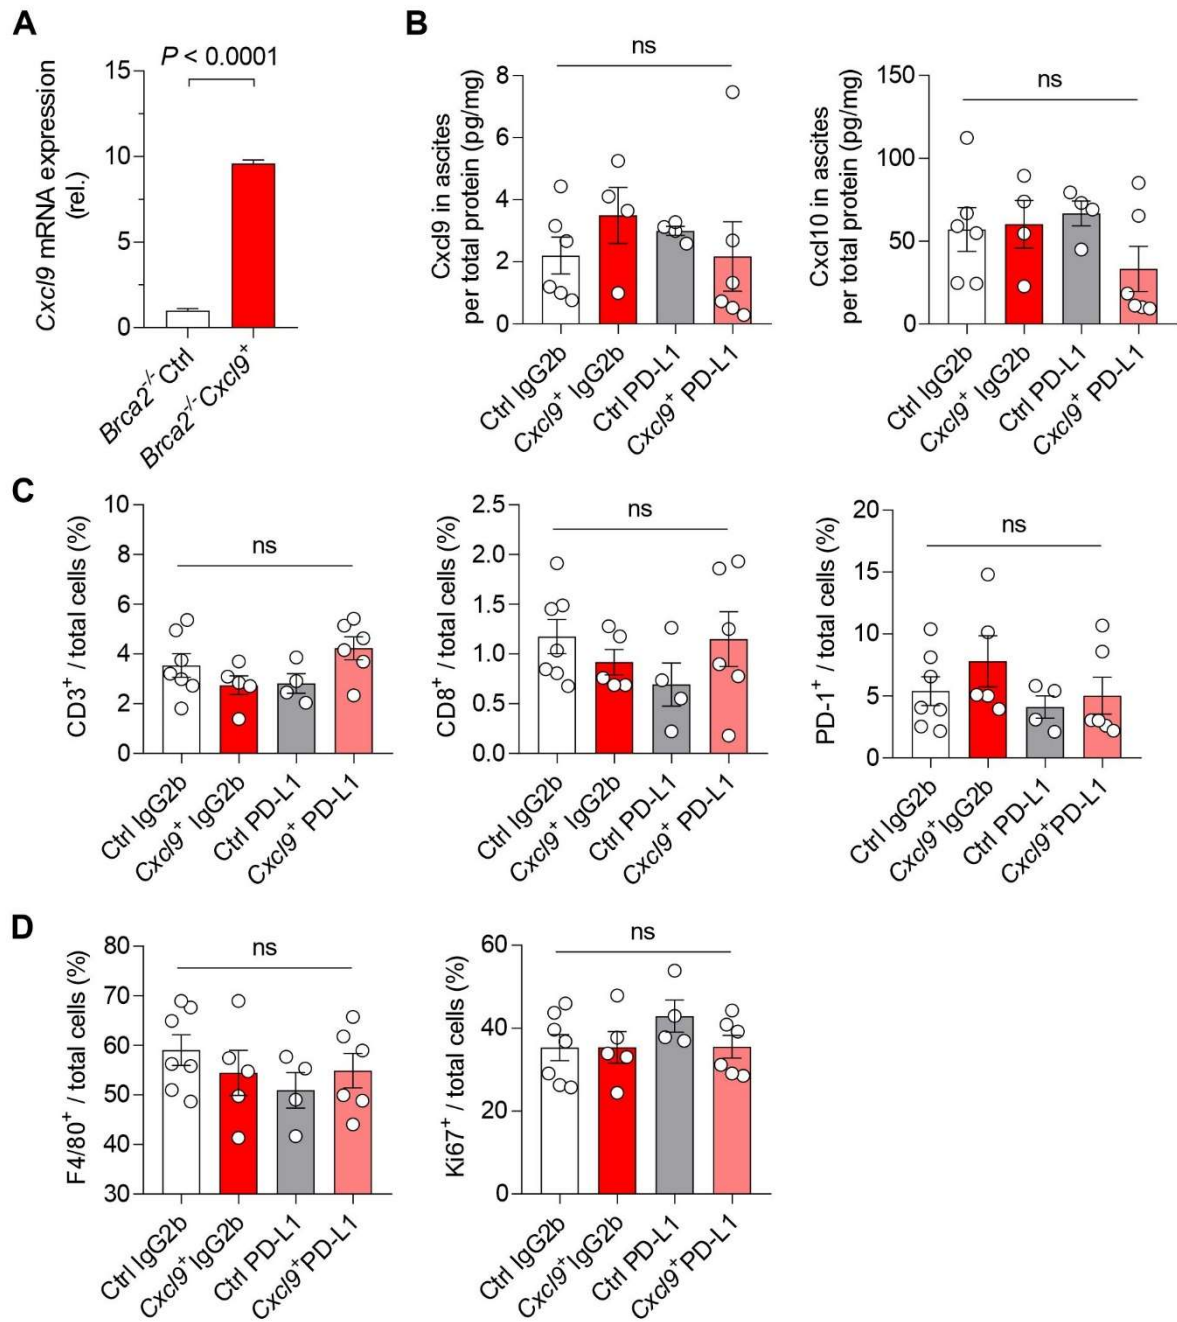 A
P < 0.0001
Cxcl9 mRNA expression
(rel.)
15
10
5
0
Brca2-/- Ctrl
Brca2-/- Cxcl9+
B
ns
Cxcl9 in ascites
per total protein (pg/mg)
8
6
4
2
0
Ctrl IgG2b
Cxcl9+ IgG2b
Ctrl PD-L1
Cxcl9+ PD-L1
ns
Cxcl10 in ascites
per total protein (pg/mg)
150
100
50
0
Ctrl IgG2b
Cxcl9+ IgG2b
Ctrl PD-L1
Cxcl9+ PD-L1
C
ns
CD3+ / total cells (%)
10
8
6
4
2
0
Ctrl IgG2b
Cxcl9+ IgG2b
Ctrl PD-L1
Cxcl9+ PD-L1
ns
CD8+ / total cells (%)
2.5
2.0
1.5
1.0
0.5
0.0
Ctrl IgG2b
Cxcl9+ IgG2b
Ctrl PD-L1
Cxcl9+ PD-L1
ns
PD-1+ / total cells (%)
20
15
10
5
0
Ctrl IgG2b
Cxcl9+ IgG2b
Ctrl PD-L1
Cxcl9+ PD-L1
D
ns
F4/80+ / total cells (%)
80
70
60
50
40
30
Ctrl IgG2b
Cxcl9+ IgG2b
Ctrl PD-L1
Cxcl9+ PD-L1
ns
Ki67+ / total cells (%)
60
40
20
0
Ctrl IgG2b
Cxcl9+ IgG2b
Ctrl PD-L1
Cxcl9+ PD-L1